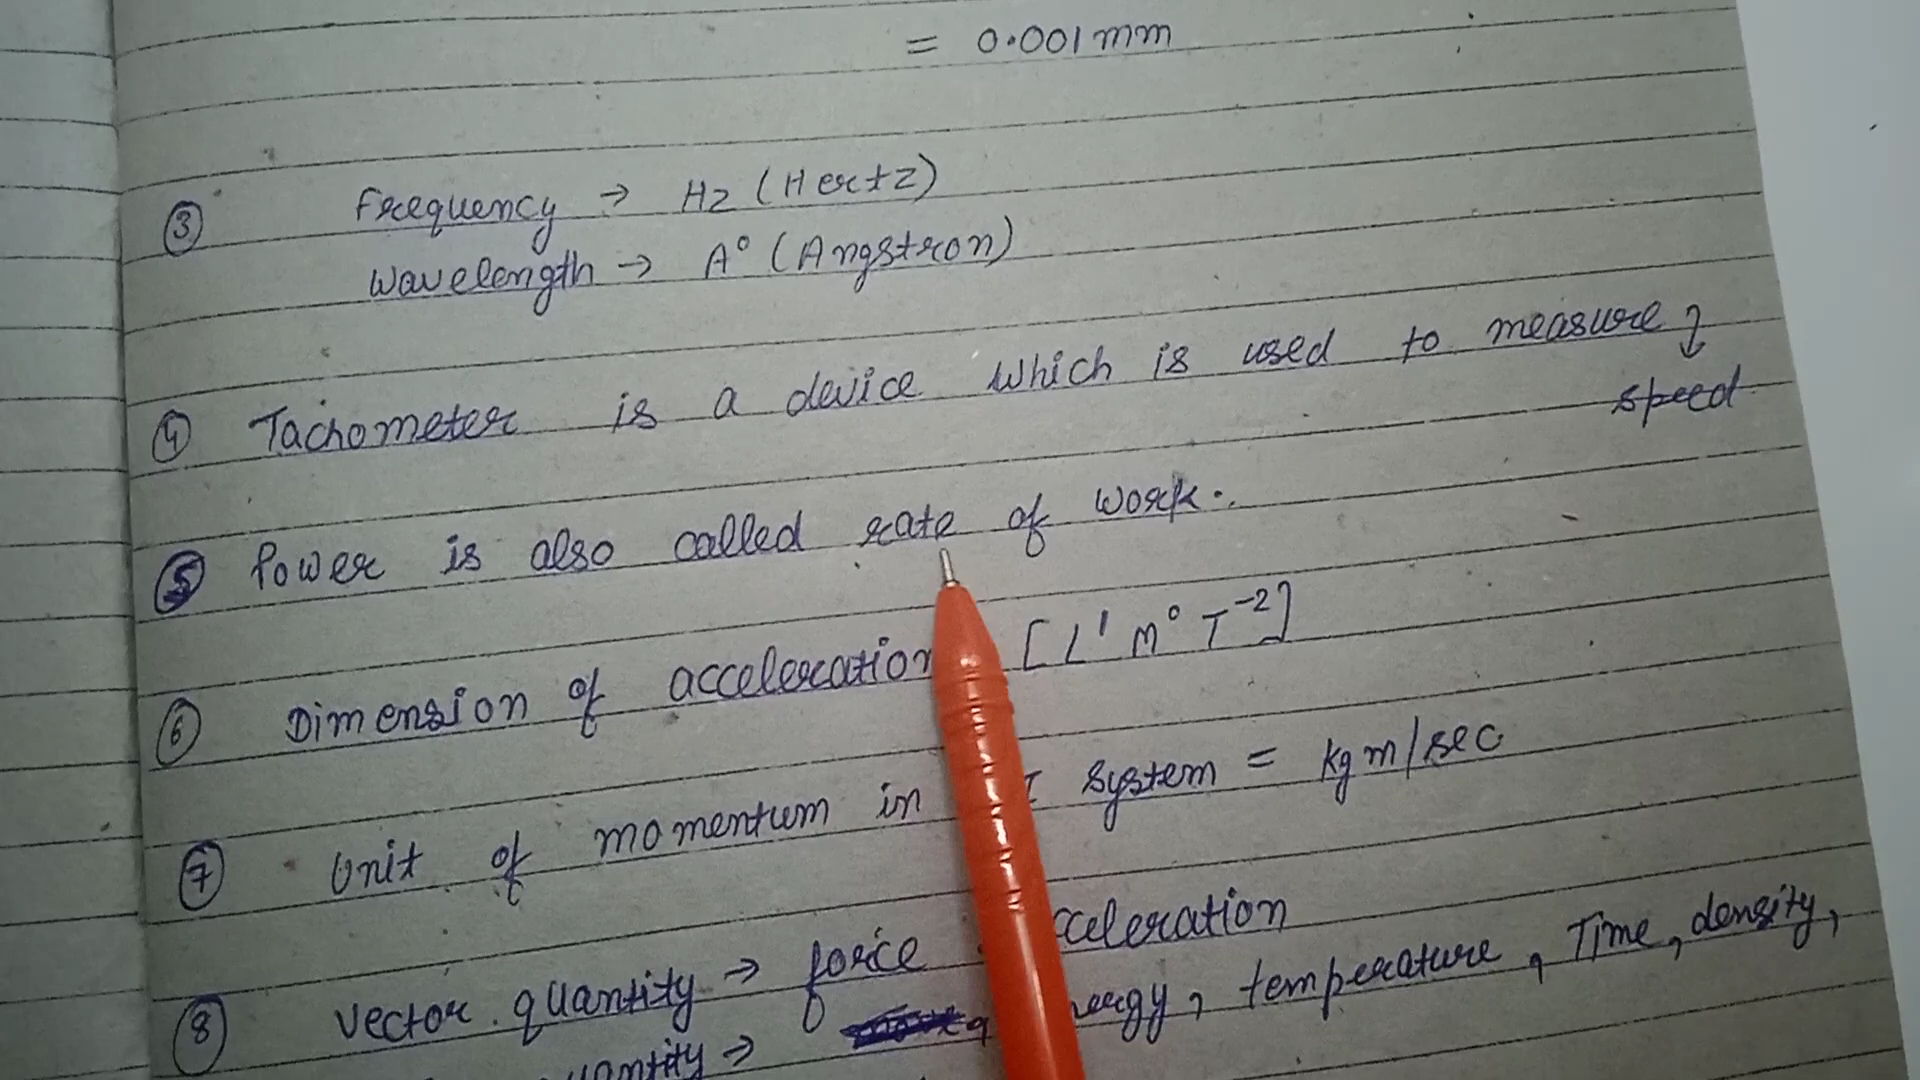 = 0.001 mm
③ Frequency → Hz (Hertz)
Wavelength → A° (Angstron)
④ Tachometer is a device which is used to measure
speed
⑤ Power is also called rate of work.
⑥ Dimension of acceleration [L¹ M⁰ T⁻²]
⑦ Unit of momentum in system = kg m/sec
⑧ Vector quantity → force
→ temperature, Time, density,